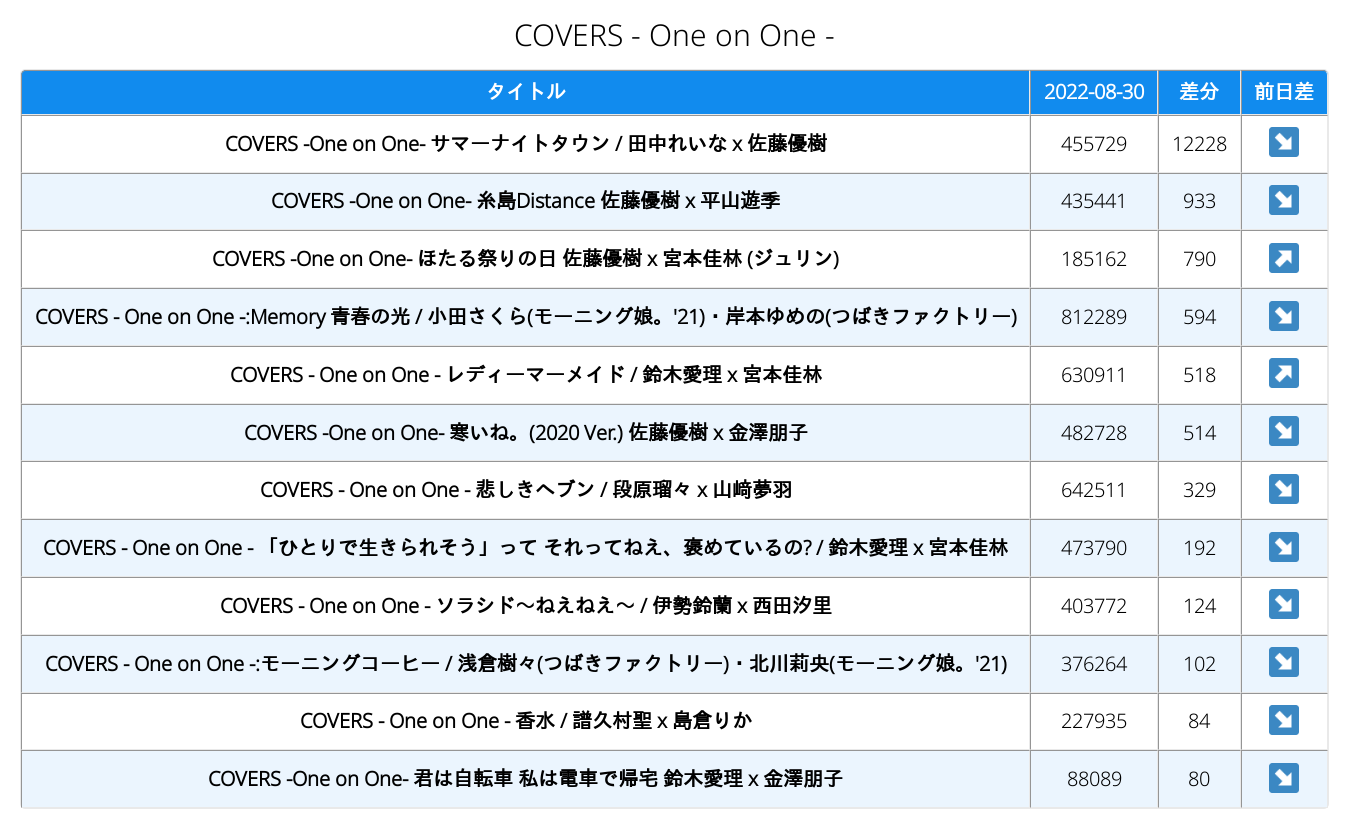 COVERS - One on One -
タイトル 2022-08-30 差分 前日差
COVERS -One on One- サマーナイトタウン / 田中れいな x 佐藤優樹 455729 12228
COVERS -One on One- 糸島Distance 佐藤優樹 x 平山遊季 435441 933
COVERS -One on One- ほたる祭りの日 佐藤優樹 x 宮本佳林 (ジュリン) 185162 790
COVERS - One on One -:Memory 青春の光 / 小田さくら(モーニング娘。'21)・岸本ゆめの(つばきファクトリー) 812289 594
COVERS - One on One - レディーマーメイド / 鈴木愛理 x 宮本佳林 630911 518
COVERS -One on One- 寒いね。(2020 Ver.) 佐藤優樹 x 金澤朋子 482728 514
COVERS - One on One - 悲しきヘブン / 段原瑠々 x 山﨑夢羽 642511 329
COVERS - One on One - 「ひとりで生きられそう」って それってねえ、褒めているの? / 鈴木愛理 x 宮本佳林 473790 192
COVERS - One on One - ソラシド〜ねえねえ〜 / 伊勢鈴蘭 x 西田汐里 403772 124
COVERS - One on One -:モーニングコーヒー / 浅倉樹々(つばきファクトリー)・北川莉央(モーニング娘。'21) 376264 102
COVERS - One on One - 香水 / 譜久村聖 x 島倉りか 227935 84
COVERS -One on One- 君は自転車 私は電車で帰宅 鈴木愛理 x 金澤朋子 88089 80